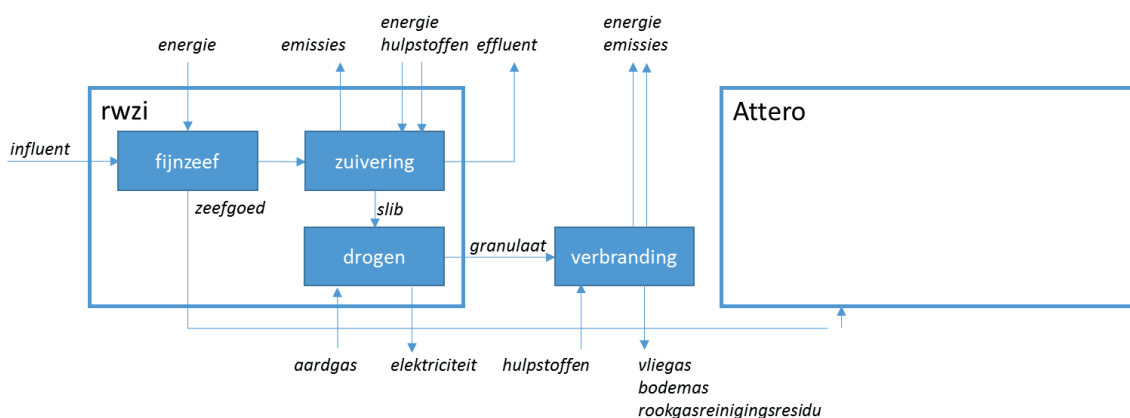 energie
emissies
energie
hulpstoffen
effluent
energie
emissies
rwzi
Attero
influent
fijnzeef
zuivering
zeefgoed
slib
drogen
granulaat
verbranding
aardgas
elektriciteit
hulpstoffen
vliegas
bodemas
rookgasreinigingsresidu